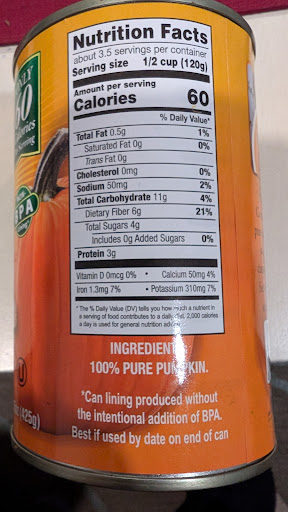 Nutrition Facts
about 3.5 servings per container
Serving size 1/2 cup (120g)
Amount per serving
Calories 60
% Daily Value*
Total Fat 0.5g 1%
Saturated Fat 0g 0%
Trans Fat 0g
Cholesterol 0mg 0%
Sodium 50mg 2%
Total Carbohydrate 11g 4%
Dietary Fiber 6g 21%
Total Sugars 4g
Includes 0g Added Sugars 0%
Protein 3g
Vitamin D 0mcg 0% • Calcium 50mg 4%
Iron 1.3mg 7% • Potassium 310mg 7%
*The % Daily Value (DV) tells you how much a nutrient in
a serving of food contributes to a daily diet. 2,000 calories
a day is used for general nutrition advice.
INGREDIENT
100% PURE PUMPKIN.
*Can lining produced without
the intentional addition of BPA.
Best if used by date on end of can
60
BPA
U
(425g)